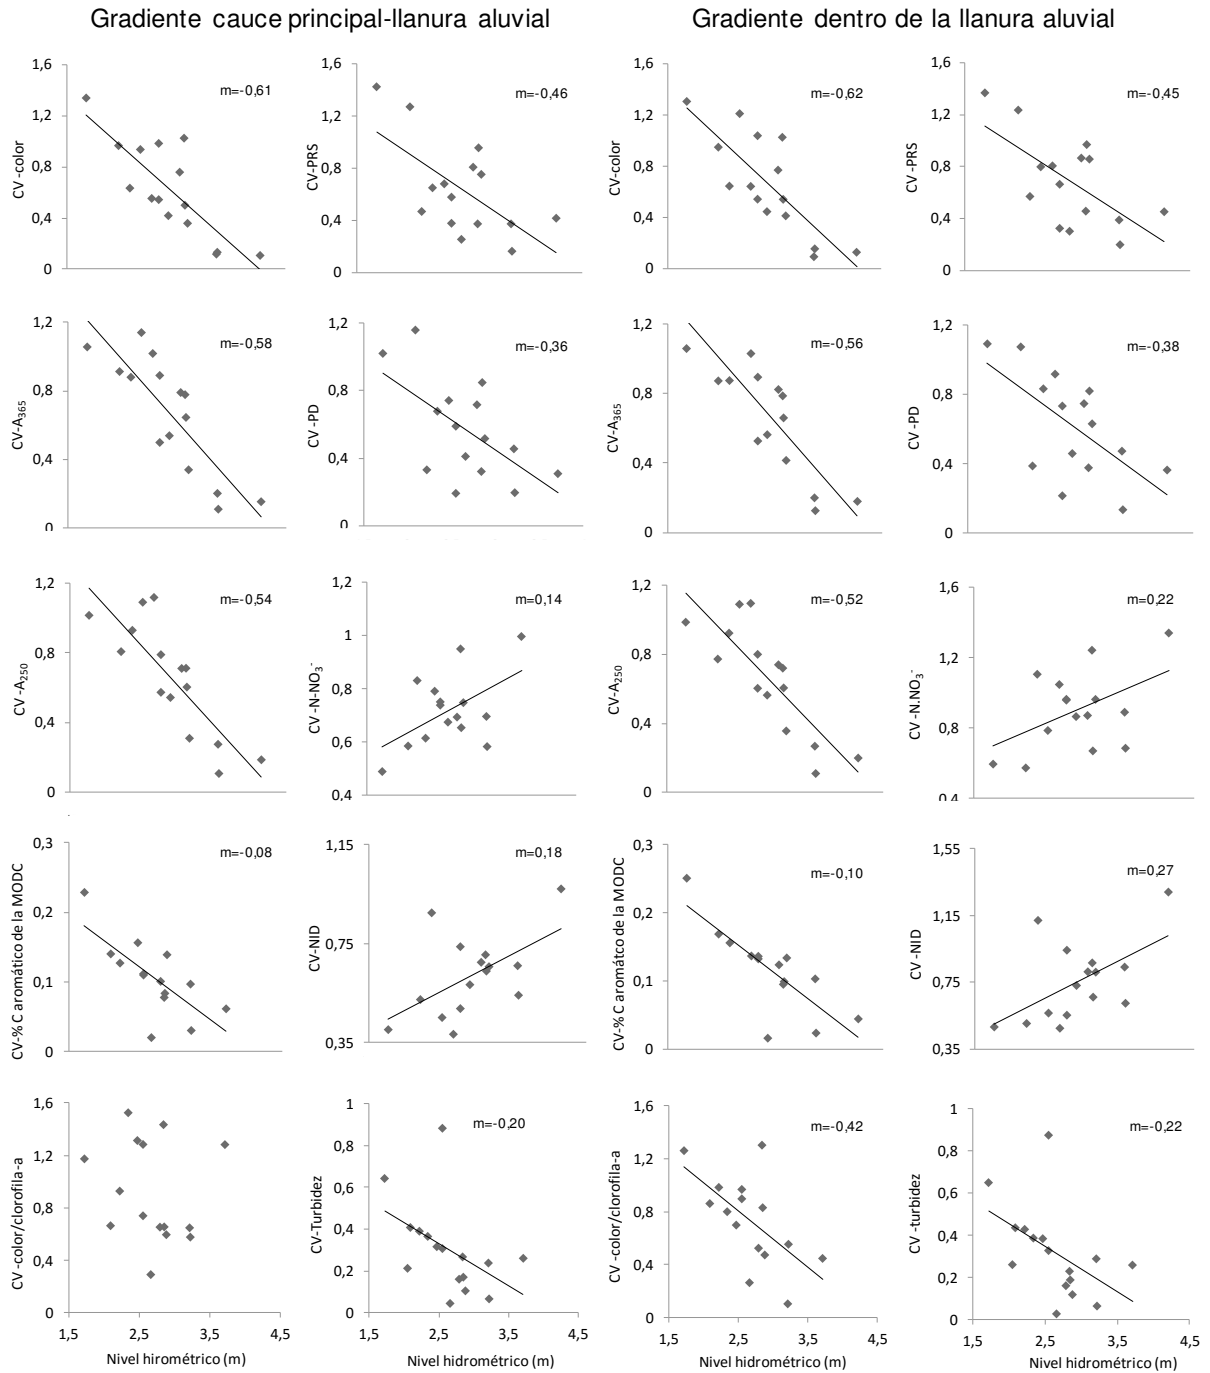 Gradiente cauce principal-llanura aluvial
Gradiente dentro de la llanura aluvial
1,6
1,2
0,8
0,4
0
CV -color
m=-0,61
1,6
1,2
0,8
0,4
0
CV-PRS
m=-0,46
1,6
1,2
0,8
0,4
0
CV-color
m=-0,62
1,6
1,2
0,8
0,4
0
CV -PRS
m=-0,45
1,2
0,8
0,4
0
CV-A365
m=-0,58
1,2
0,8
0,4
0
CV -PD
m=-0,36
1,2
0,8
0,4
0
CV-A365
m=-0,56
1,2
0,8
0,4
0
CV -PD
m=-0,38
1,2
0,8
0,4
0
CV -A250
m=-0,54
1,2
1
0,8
0,6
0,4
CV -N-NO3-
m=0,14
1,2
0,8
0,4
0
CV-A250
m=-0,52
1,6
1,2
0,8
0,4
CV -N.NO3-
m=0,22
0,3
0,2
0,1
0
CV-% C aromático de la MODC
m=-0,08
1,15
0,75
0,35
CV-NID
m=0,18
0,3
0,2
0,1
0
CV-% C aromátco de la MODC
m=-0,10
1,55
1,15
0,75
0,35
CV -NID
m=0,27
1,6
1,2
0,8
0,4
0
CV -color/clorofila-a
1,5
2,5
3,5
4,5
Nivel hirométrico (m)
1
0,8
0,6
0,4
0,2
0
CV-Turbidez
m=-0,20
1,5
2,5
3,5
4,5
Nivel hidrométrico (m)
1,6
1,2
0,8
0,4
0
CV-color/clorofila-a
m=-0,42
1,5
2,5
3,5
4,5
Nivel hidrométrico (m)
1
0,8
0,6
0,4
0,2
0
CV -turbidez
m=-0,22
1,5
2,5
3,5
4,5
Nivel hidrométrico (m)